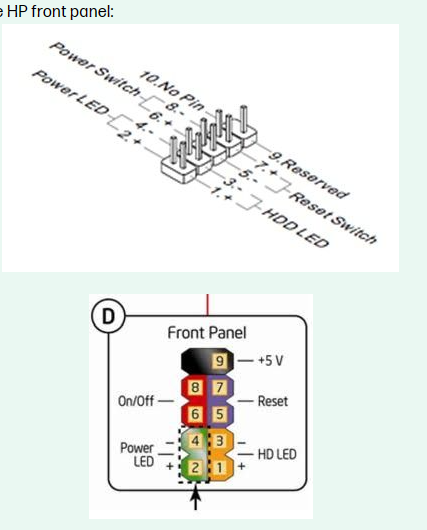 HP front panel:
10.No Pin
Power Switch
8.-
6.+
Power LED
4.-
2.+
9.Reserved
7.+
5.-
Reset Switch
3.-
1.+
HDD LED
D
Front Panel
9 +5 V
8 7
On/Off Reset
6 5
- 4 3 -
Power LED HD LED
+ 2 1 +